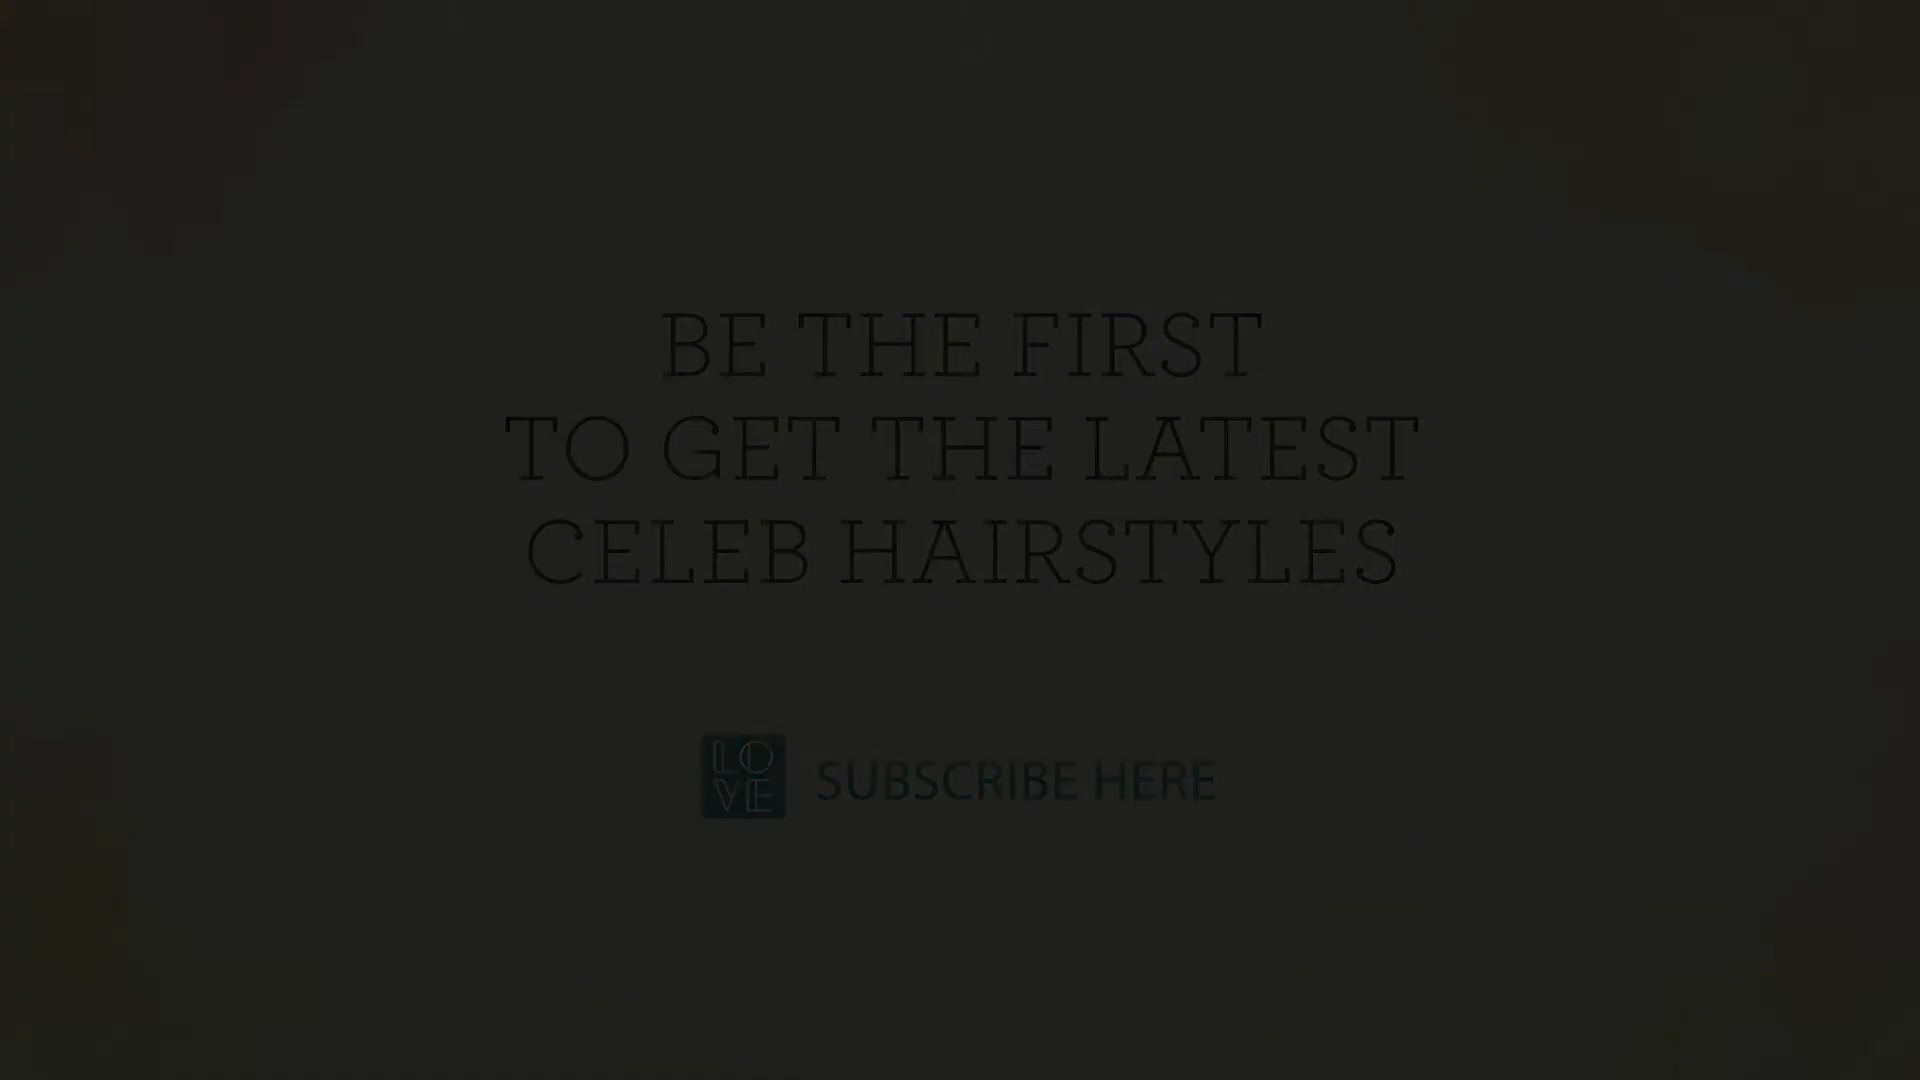 BE THE FIRST
TO GET THE LATEST
CELEB HAIRSTYLES
LO
VE
SUBSCRIBE HERE